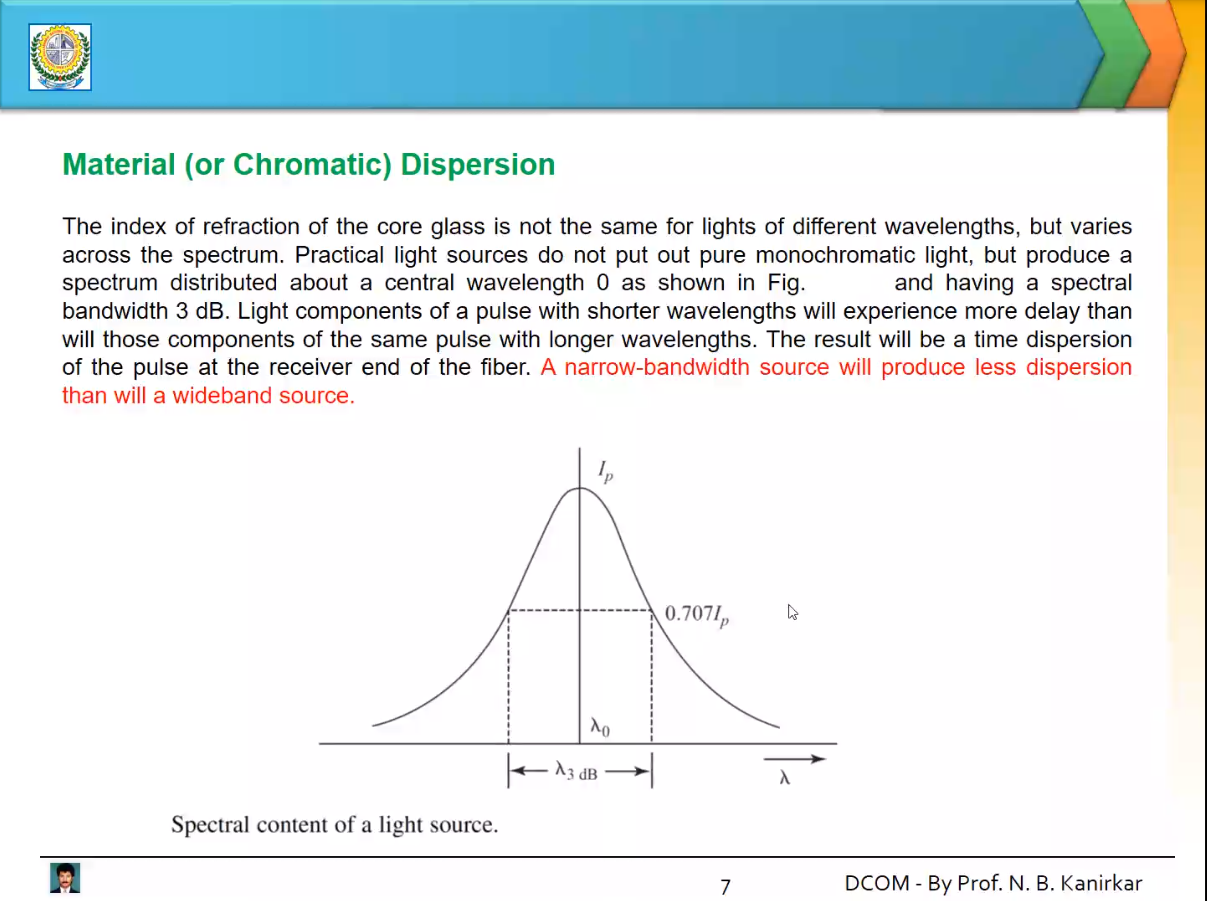 Material (or Chromatic) Dispersion
The index of refraction of the core glass is not the same for lights of different wavelengths, but varies
across the spectrum. Practical light sources do not put out pure monochromatic light, but produce a
spectrum distributed about a central wavelength 0 as shown in Fig. and having a spectral
bandwidth 3 dB. Light components of a pulse with shorter wavelengths will experience more delay than
will those components of the same pulse with longer wavelengths. The result will be a time dispersion
of the pulse at the receiver end of the fiber. A narrow-bandwidth source will produce less dispersion
than will a wideband source.
Iₚ
0.707Iₚ
λ₀
λ₃ dB
λ
Spectral content of a light source.
7
DCOM - By Prof. N. B. Kanirkar